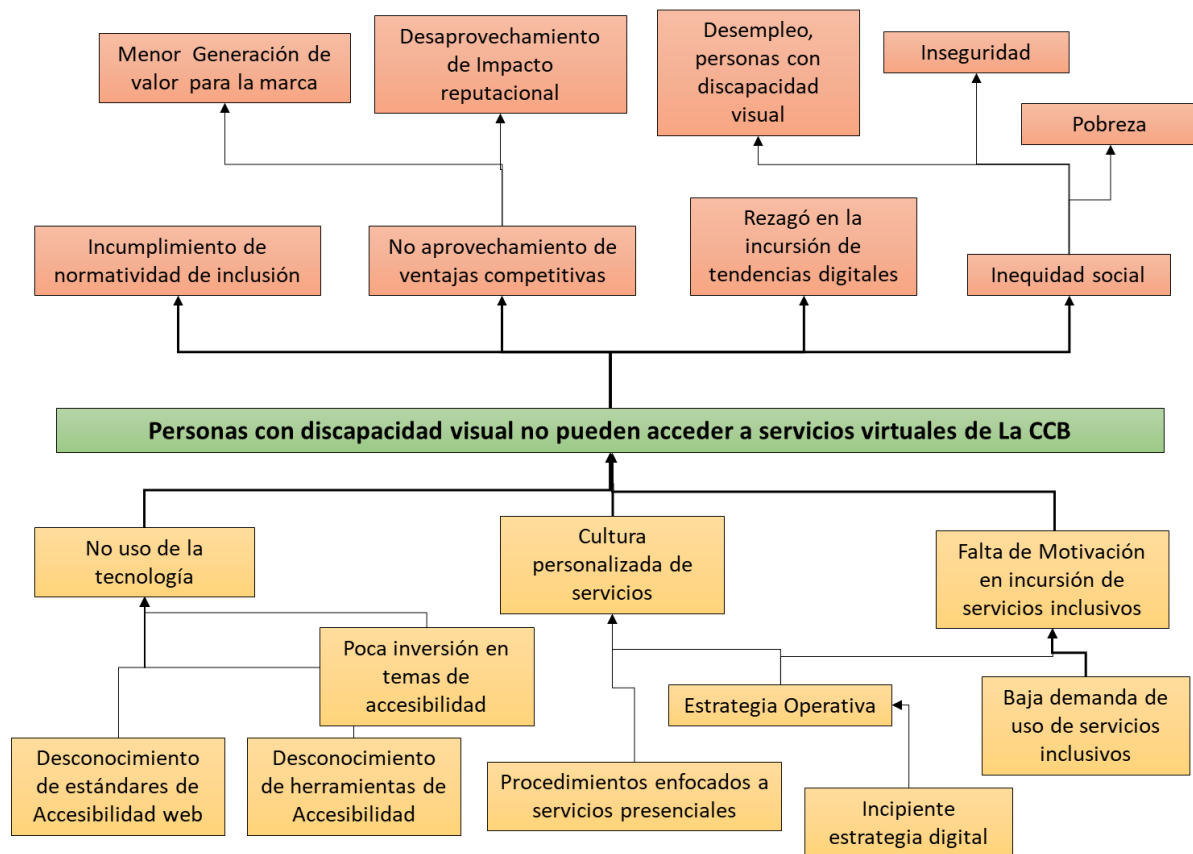 Menor Generación de
valor para la marca
Desaprovechamiento
de Impacto
reputacional
Desempleo,
personas con
discapacidad
visual
Inseguridad
Pobreza
Incumplimiento de
normatividad de inclusión
No aprovechamiento de
ventajas competitivas
Rezagó en la
incursión de
tendencias digitales
Inequidad social
Personas con discapacidad visual no pueden acceder a servicios virtuales de La CCB
No uso de la
tecnología
Cultura
personalizada de
servicios
Falta de Motivación
en incursión de
servicios inclusivos
Poca inversión en
temas de
accesibilidad
Estrategia Operativa
Baja demanda de
uso de servicios
inclusivos
Desconocimiento
de estándares de
Accesibilidad web
Desconocimiento
de herramientas de
Accesibilidad
Procedimientos enfocados a
servicios presenciales
Incipiente
estrategia digital